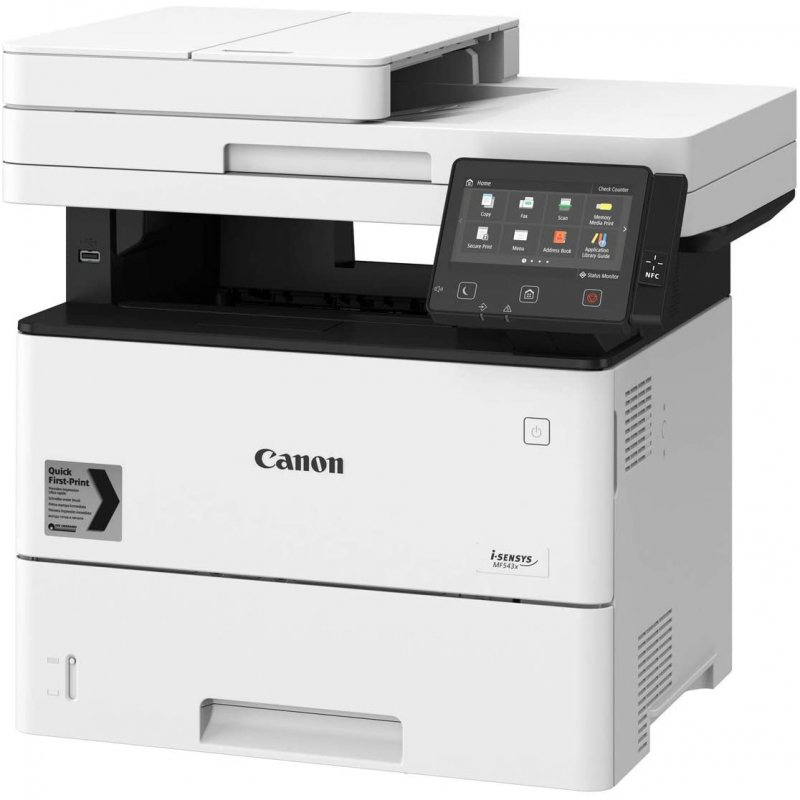 Home
Check Counter
Copy
Fax
Scan
Memory
Media Print
Secure Print
Menu
Address Book
Application
Library Guide
Status Monitor
NFC
Canon
Quick
First-Print
i-SENSYS
MF543x